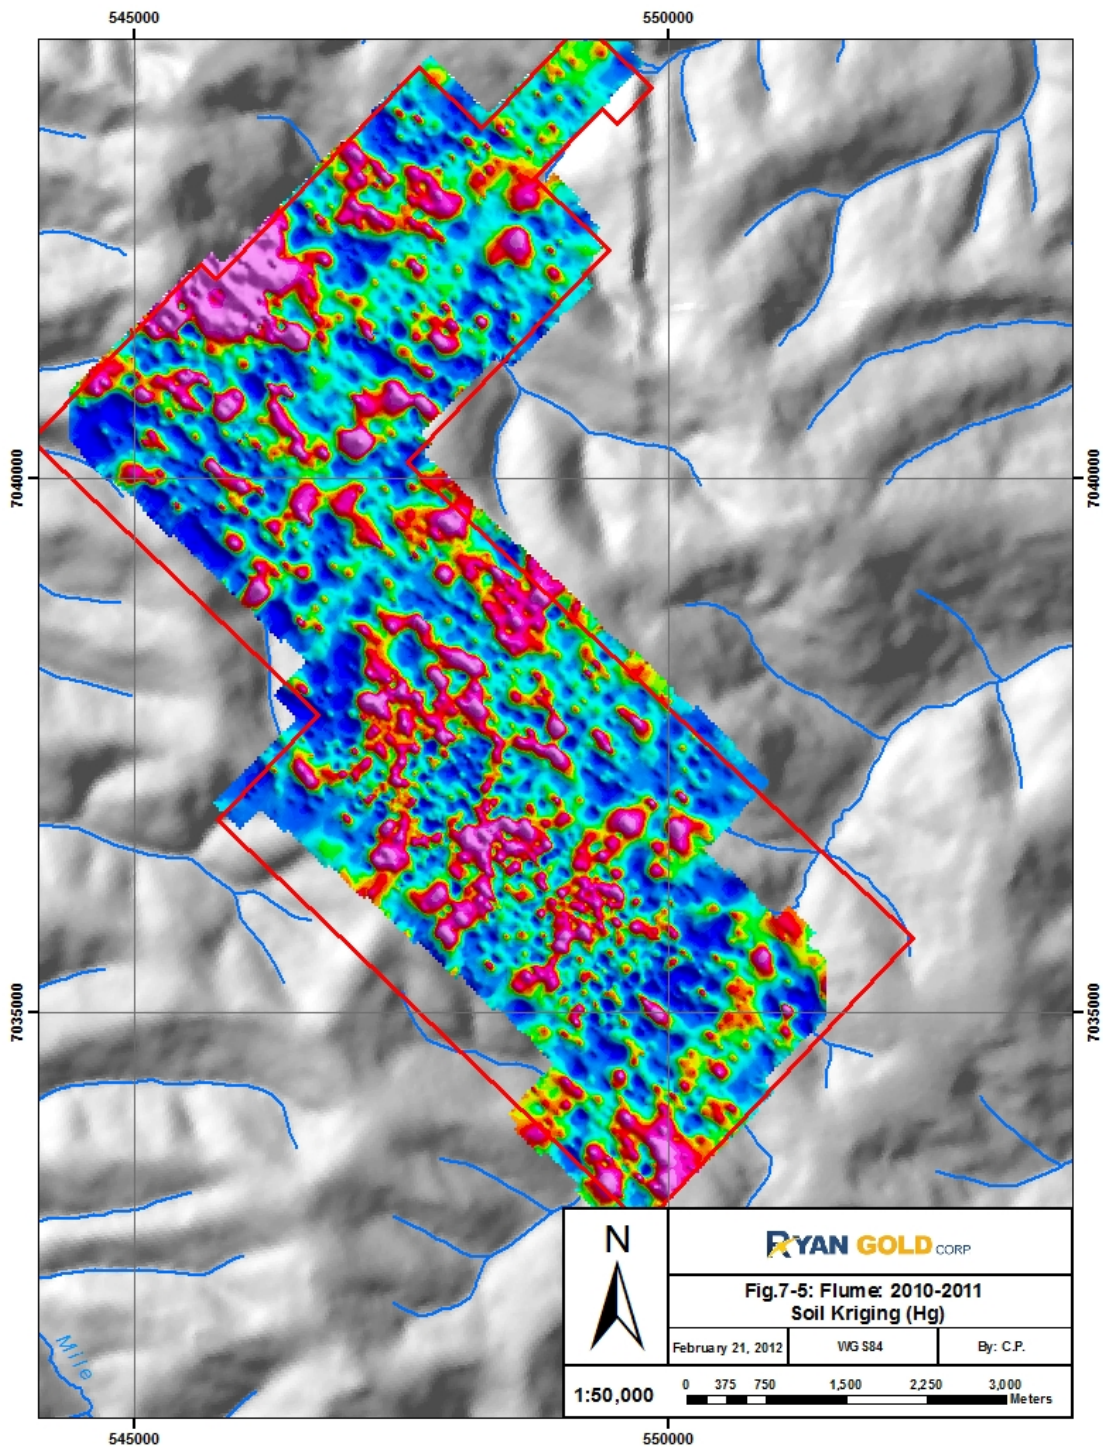 545000 550000
7040000 7040000
7035000 7035000
Mile
N
RYAN GOLD CORP
Fig.7-5: Flume: 2010-2011
Soil Kriging (Hg)
February 21, 2012 WGS84 By: C.P.
1:50,000
0 375 750 1,500 2,250 3,000
Meters
545000 550000